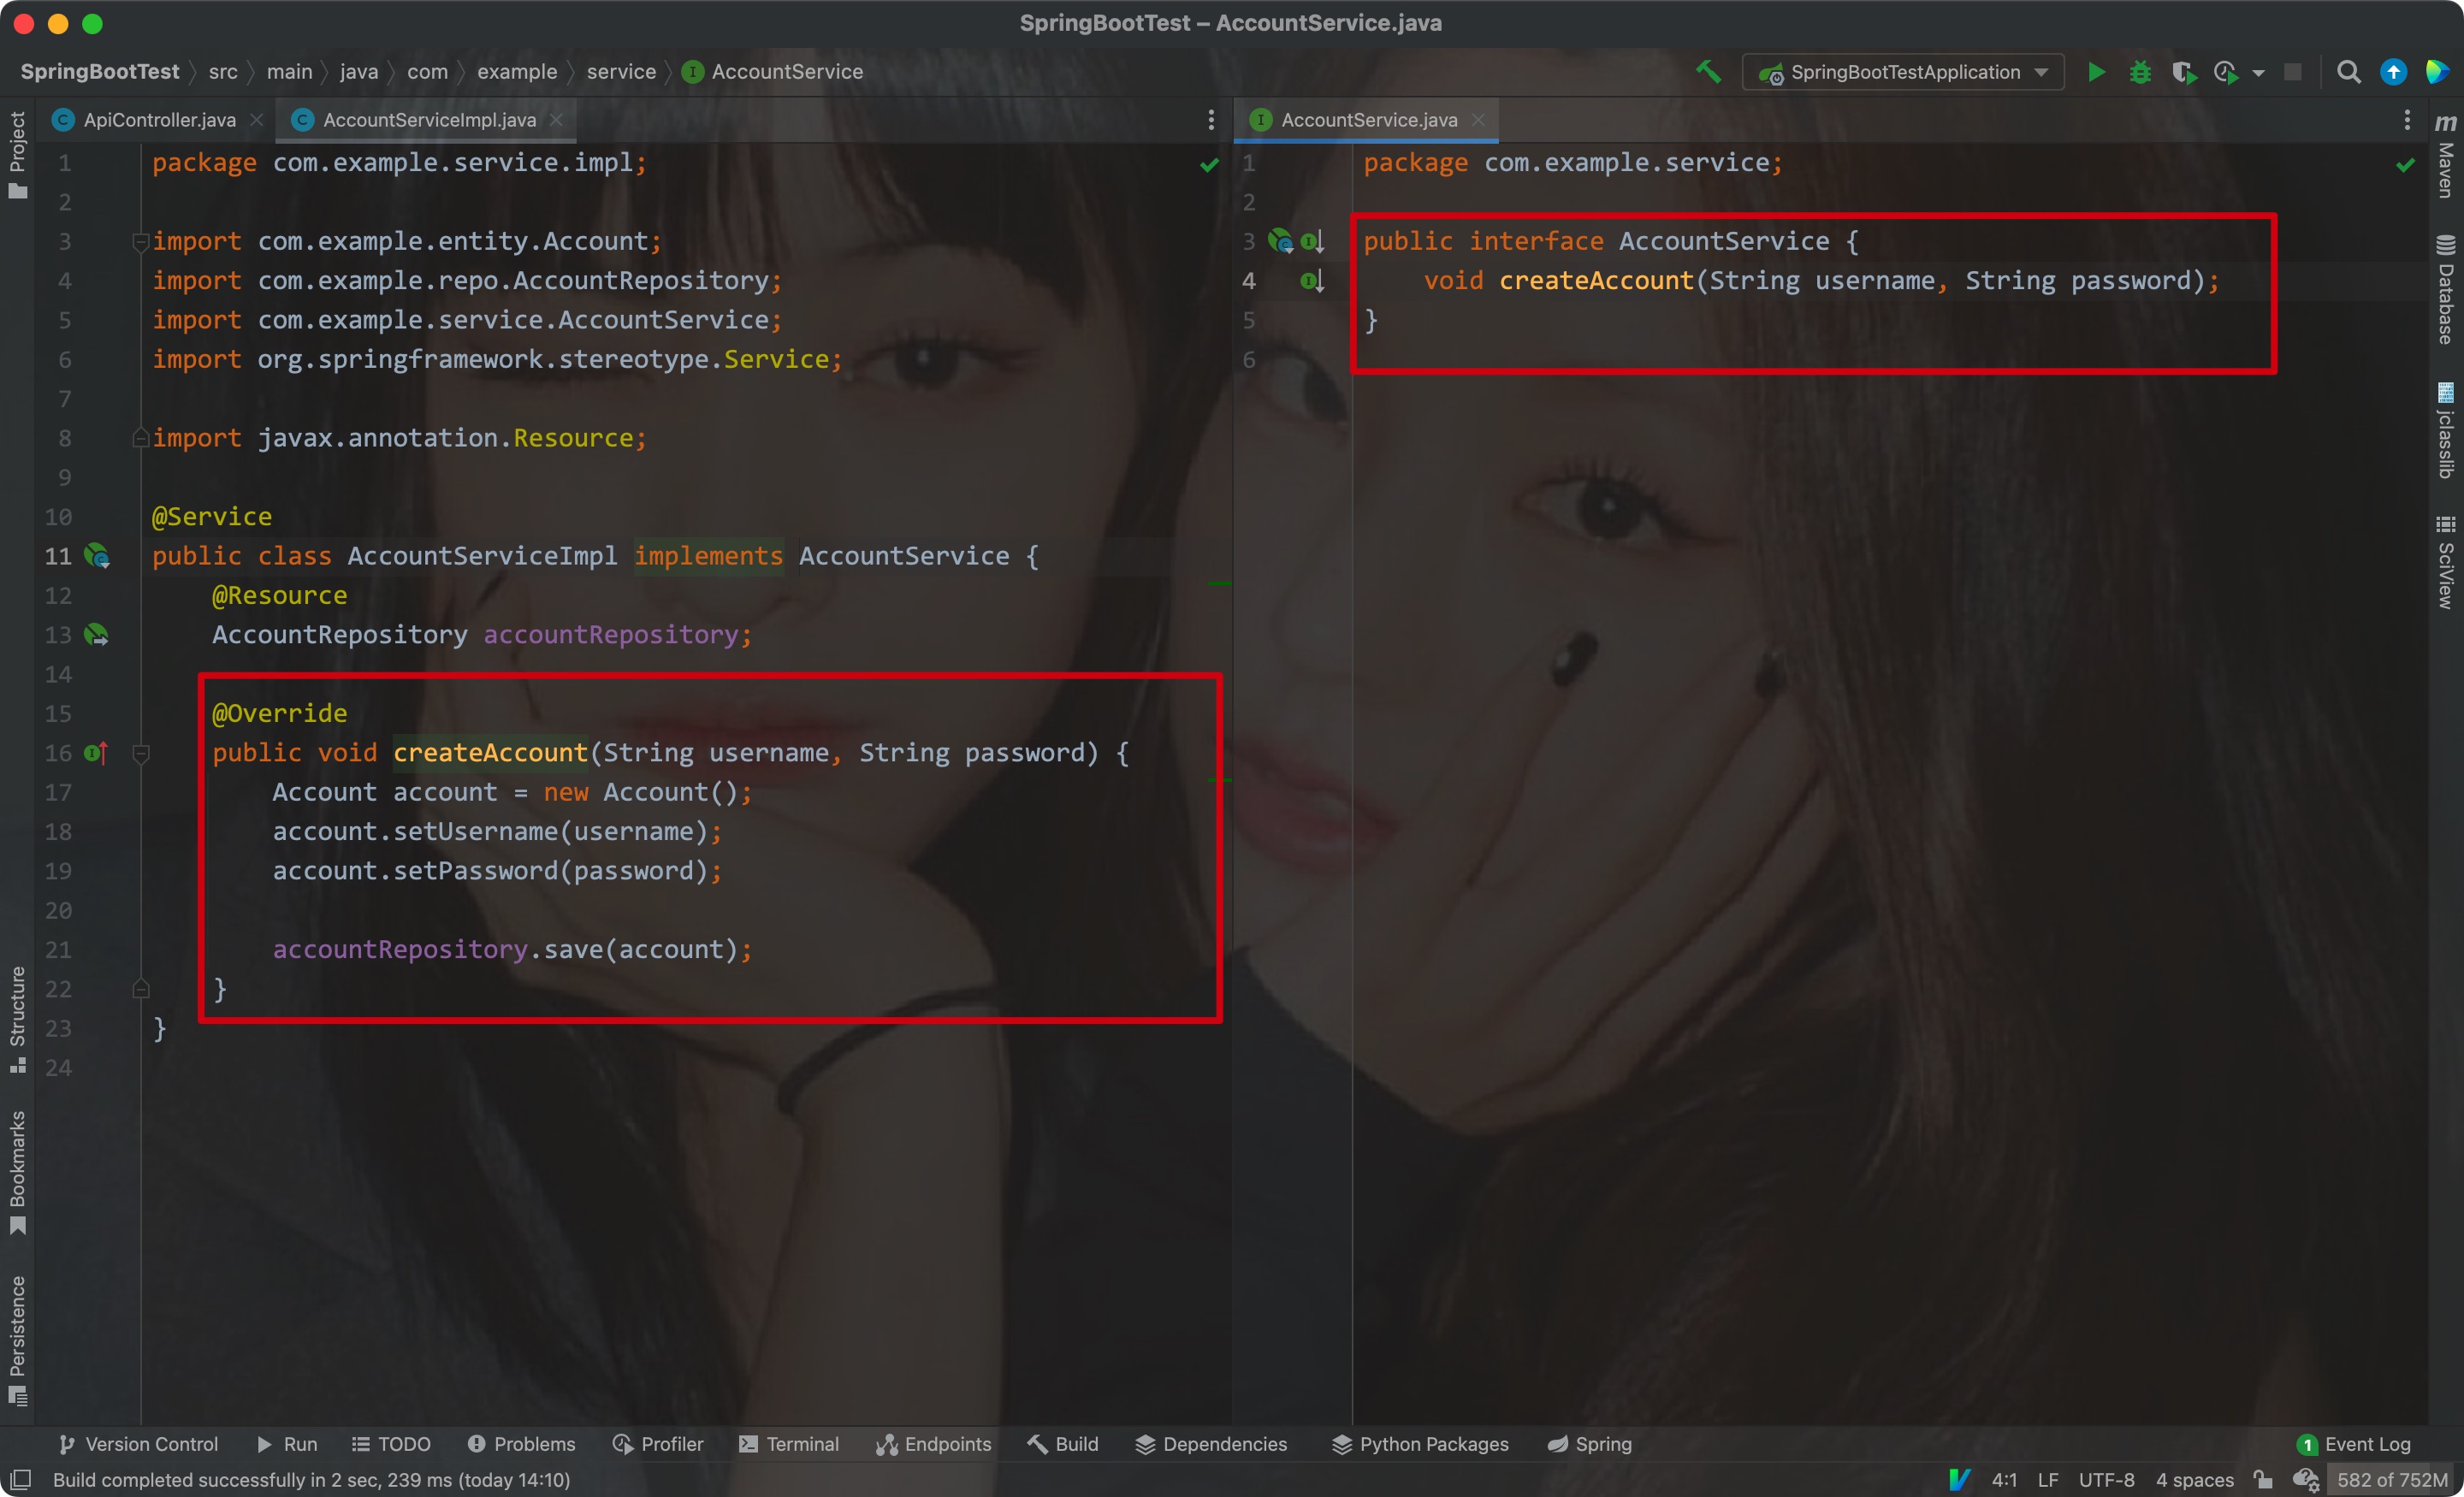 SpringBootTest – AccountService.java
SpringBootTest src main java com example service AccountService
SpringBootTestApplication
Project
ApiController.java
AccountServiceImpl.java
1 package com.example.service.impl;
2
3 import com.example.entity.Account;
4 import com.example.repo.AccountRepository;
5 import com.example.service.AccountService;
6 import org.springframework.stereotype.Service;
7
8 import javax.annotation.Resource;
9
10 @Service
11 public class AccountServiceImpl implements AccountService {
12 @Resource
13 AccountRepository accountRepository;
14
15 @Override
16 public void createAccount(String username, String password) {
17 Account account = new Account();
18 account.setUsername(username);
19 account.setPassword(password);
20
21 accountRepository.save(account);
22 }
23 }
24
AccountService.java
1 package com.example.service;
2
3 public interface AccountService {
4 void createAccount(String username, String password);
5 }
6
Maven
Database
jclasslib
SciView
Structure
Bookmarks
Persistence
Version Control Run TODO Problems Profiler Terminal Endpoints Build Dependencies Python Packages Spring 1 Event Log
Build completed successfully in 2 sec, 239 ms (today 14:10) 4:1 LF UTF-8 4 spaces 582 of 752M